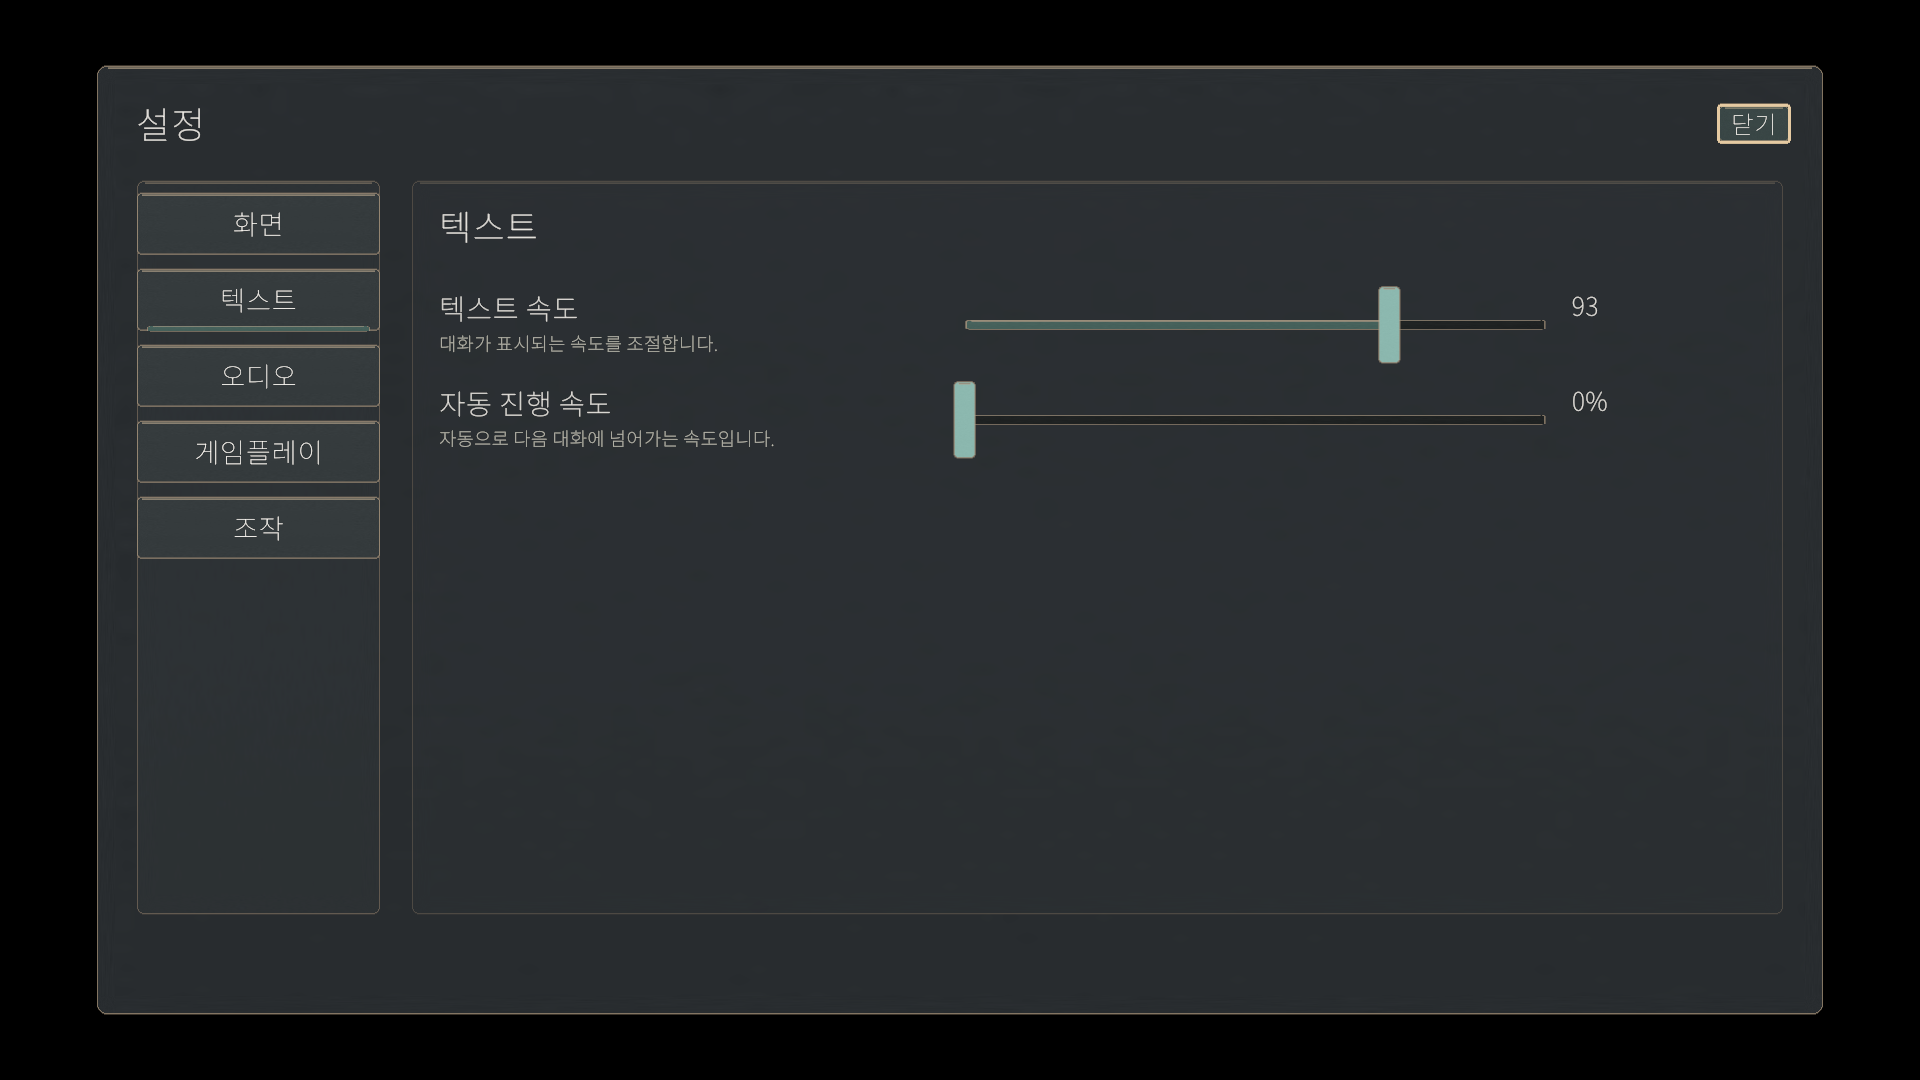 설정
닫기
화면
텍스트
오디오
게임플레이
조작
텍스트
텍스트 속도
대화가 표시되는 속도를 조절합니다.
93
자동 진행 속도
자동으로 다음 대화에 넘어가는 속도입니다.
0%